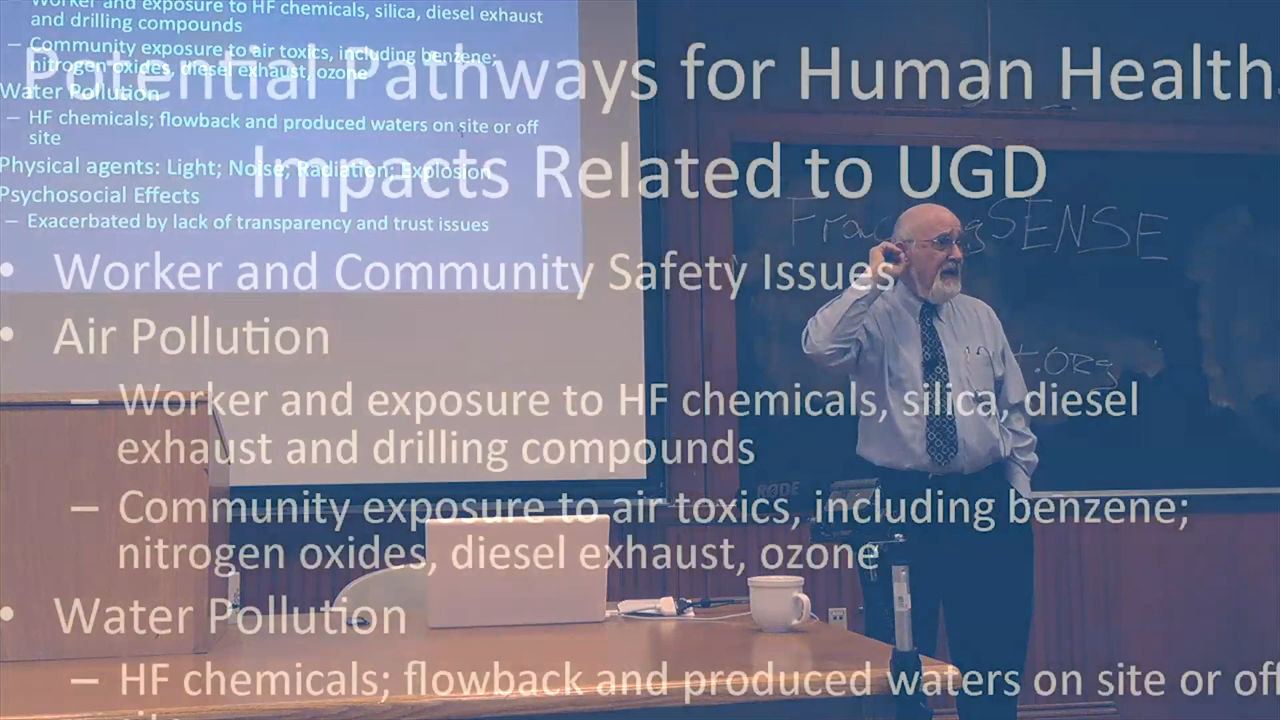 Potential Pathways for Human Health
Impacts Related to UGD
• Worker and Community Safety Issues
• Air Pollution
– Worker and exposure to HF chemicals, silica, diesel
exhaust and drilling compounds
– Community exposure to air toxics, including benzene;
nitrogen oxides, diesel exhaust, ozone
• Water Pollution
– HF chemicals; flowback and produced waters on site or off
Worker and exposure to HF chemicals, silica, diesel exhaust
and drilling compounds
– Community exposure to air toxics, including benzene;
nitrogen oxides, diesel exhaust, ozone
Water Pollution
– HF chemicals; flowback and produced waters on site or off
site
Physical agents: Light; Noise; Radiation; Explosion
Psychosocial Effects
– Exacerbated by lack of transparency and trust issues
SENSE
.ORg
RØDE